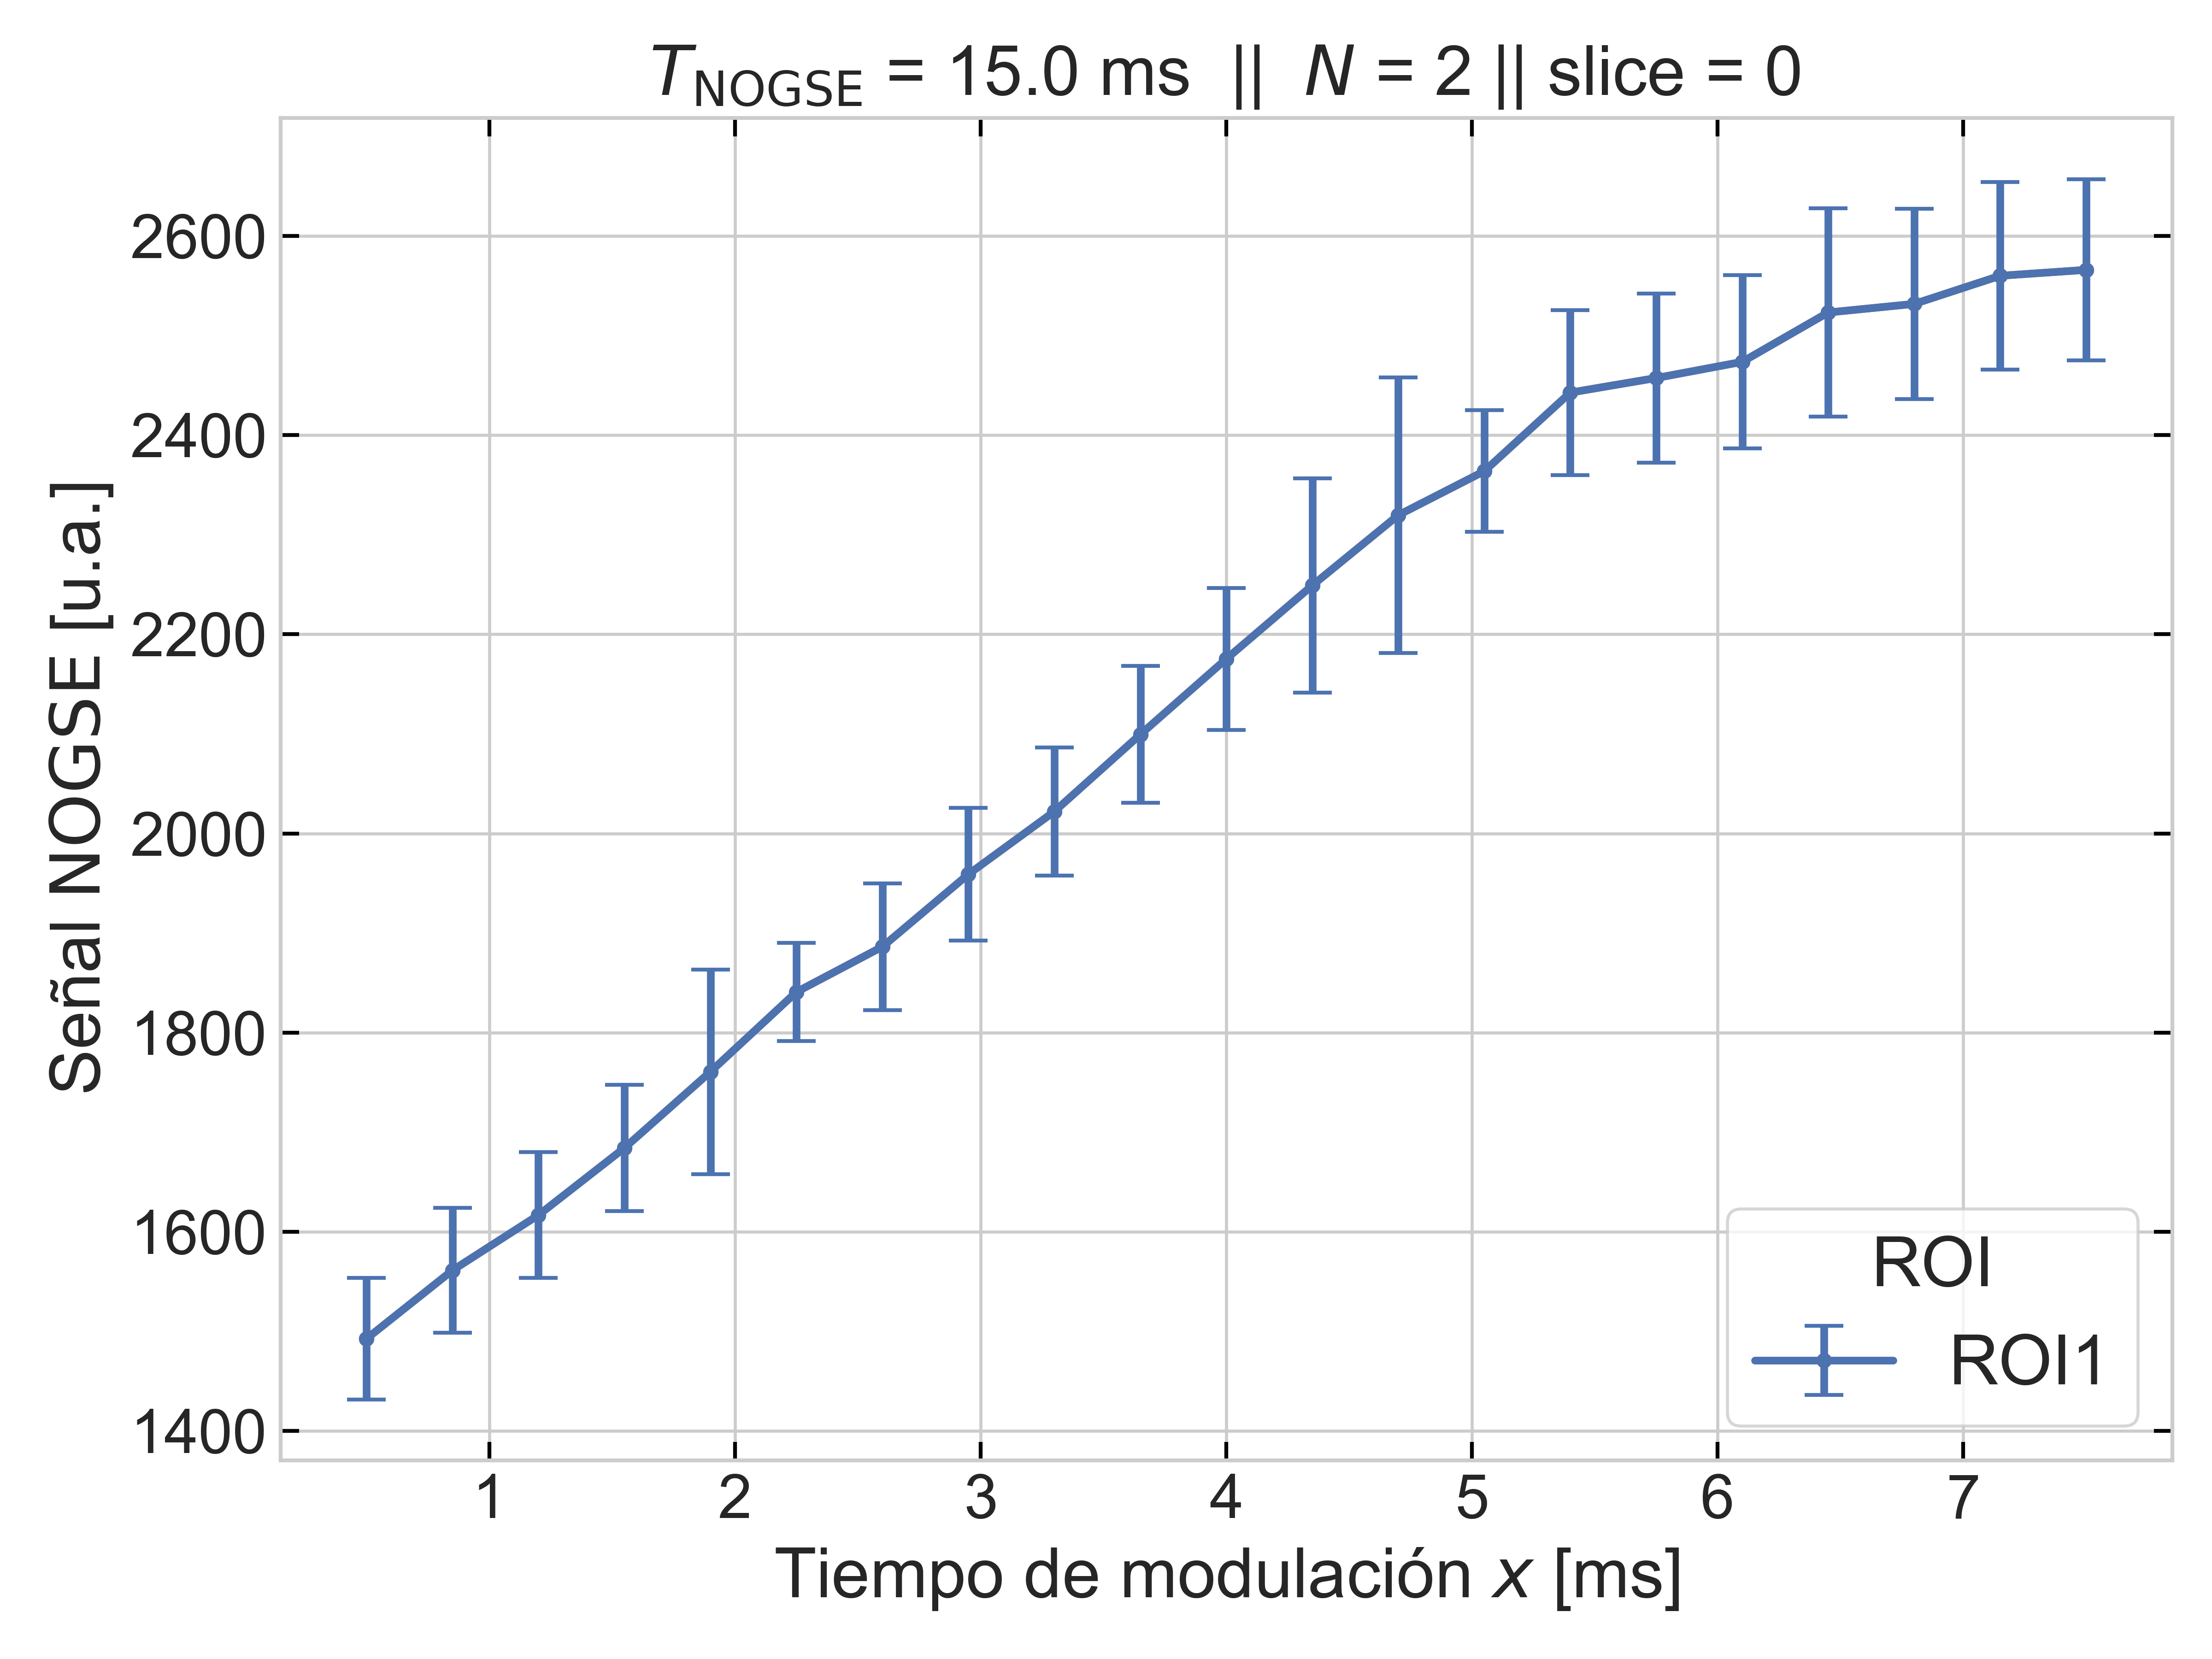 T_NOGSE = 15.0 ms || N = 2 || slice = 0
Señal NOGSE [u.a.]
2600
2400
2200
2000
1800
1600
1400
ROI
ROI1
1 2 3 4 5 6 7
Tiempo de modulación x [ms]